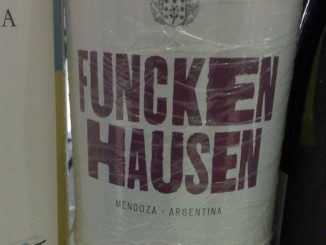 A
FUNCKEN
HAUSEN
MENDOZA - ARGENTINA